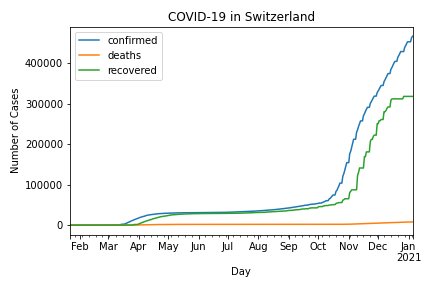 COVID-19 in Switzerland
confirmed
deaths
recovered
Number of Cases
400000
300000
200000
100000
0
Feb Mar Apr May Jun Jul Aug Sep Oct Nov Dec Jan
2021
Day